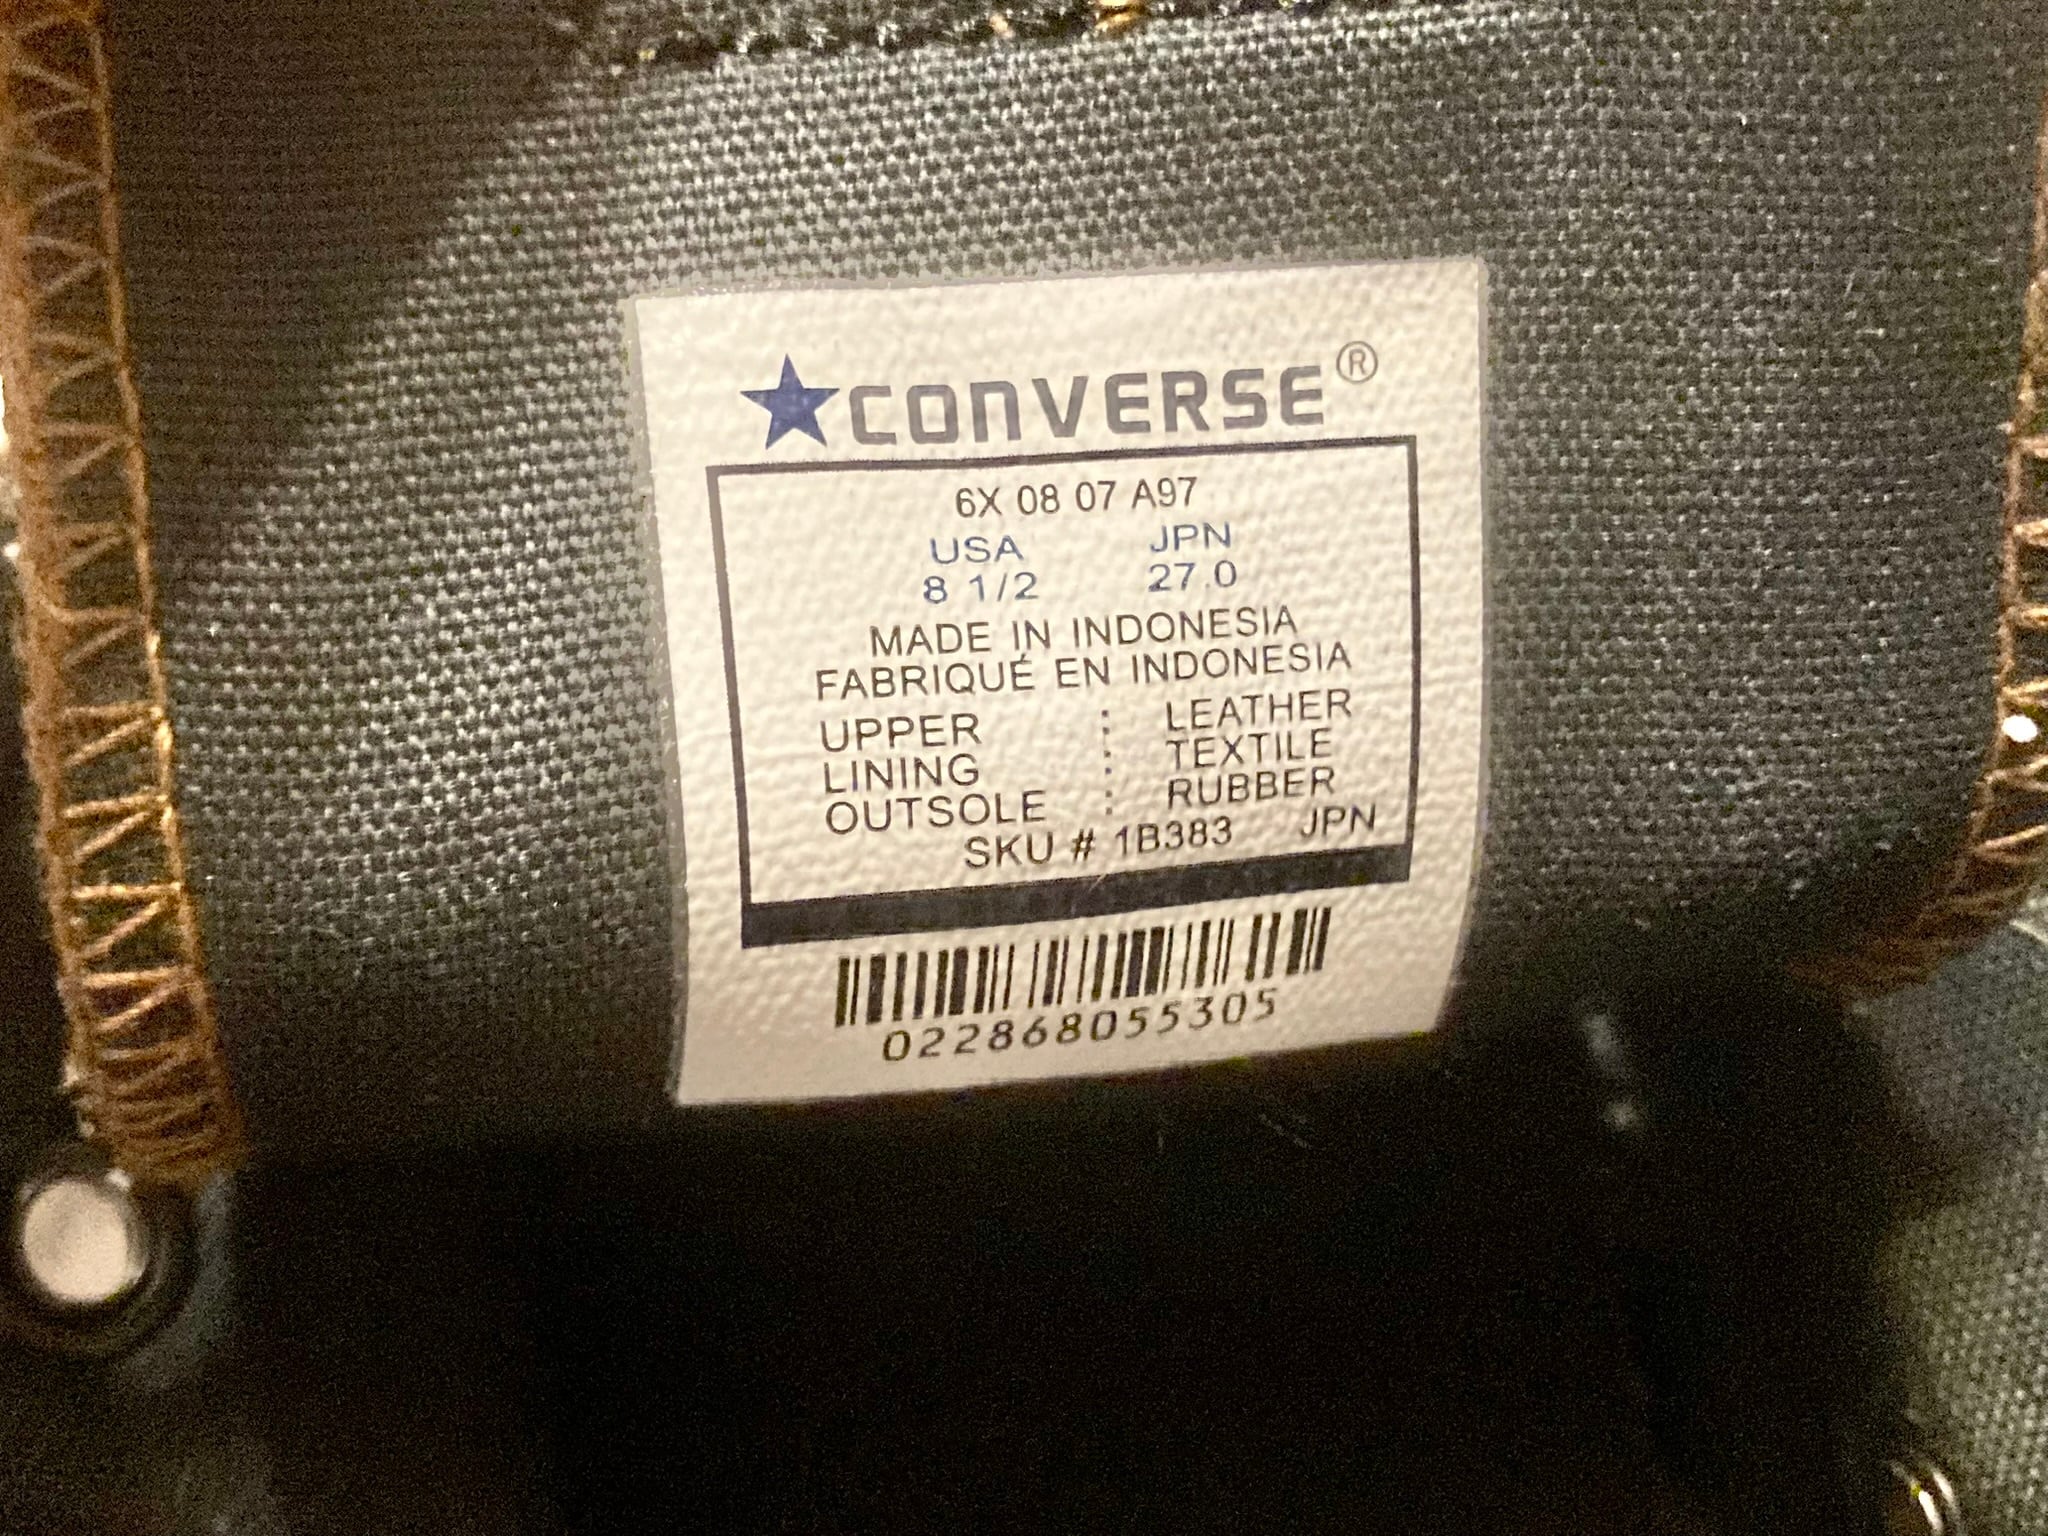 ★CONVERSE®
6X 08 07 A97
USA JPN
8 1/2 27.0
MADE IN INDONESIA
FABRIQUÉ EN INDONESIA
UPPER : LEATHER
LINING : TEXTILE
OUTSOLE : RUBBER
SKU # 1B383 JPN
022868055305